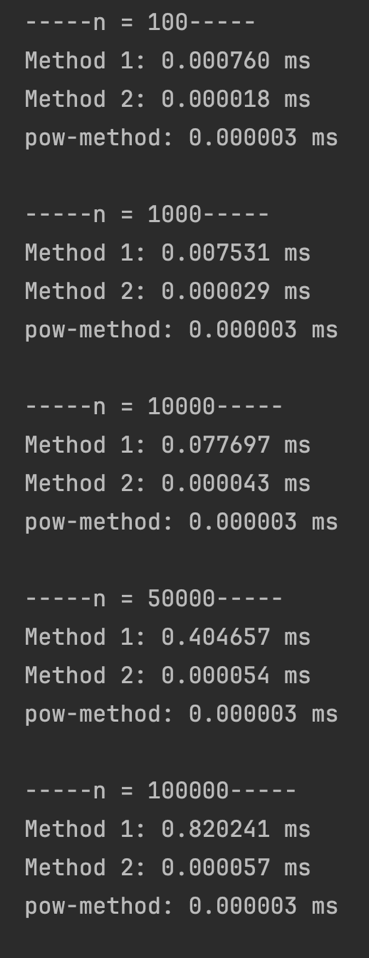 -----n = 100-----
Method 1: 0.000760 ms
Method 2: 0.000018 ms
pow-method: 0.000003 ms
-----n = 1000-----
Method 1: 0.007531 ms
Method 2: 0.000029 ms
pow-method: 0.000003 ms
-----n = 10000-----
Method 1: 0.077697 ms
Method 2: 0.000043 ms
pow-method: 0.000003 ms
-----n = 50000-----
Method 1: 0.404657 ms
Method 2: 0.000054 ms
pow-method: 0.000003 ms
-----n = 100000-----
Method 1: 0.820241 ms
Method 2: 0.000057 ms
pow-method: 0.000003 ms